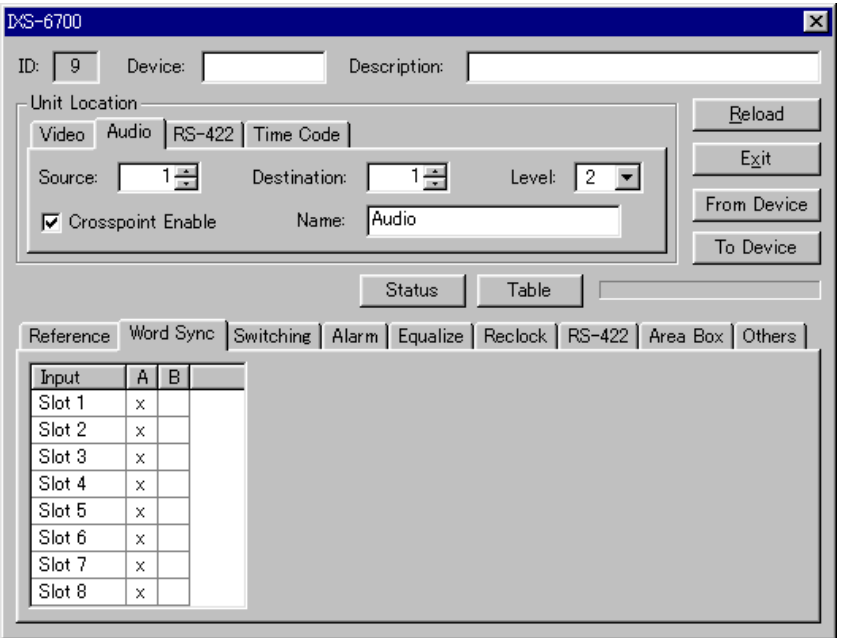 IXS-6700
ID: 9 Device: Description:
Unit Location
Video Audio RS-422 Time Code
Source: 1 Destination: 1 Level: 2
Crosspoint Enable Name: Audio
Reload
Exit
From Device
To Device
Status Table
Reference Word Sync Switching Alarm Equalize Reclock RS-422 Area Box Others
Input A B
Slot 1 x
Slot 2 x
Slot 3 x
Slot 4 x
Slot 5 x
Slot 6 x
Slot 7 x
Slot 8 x